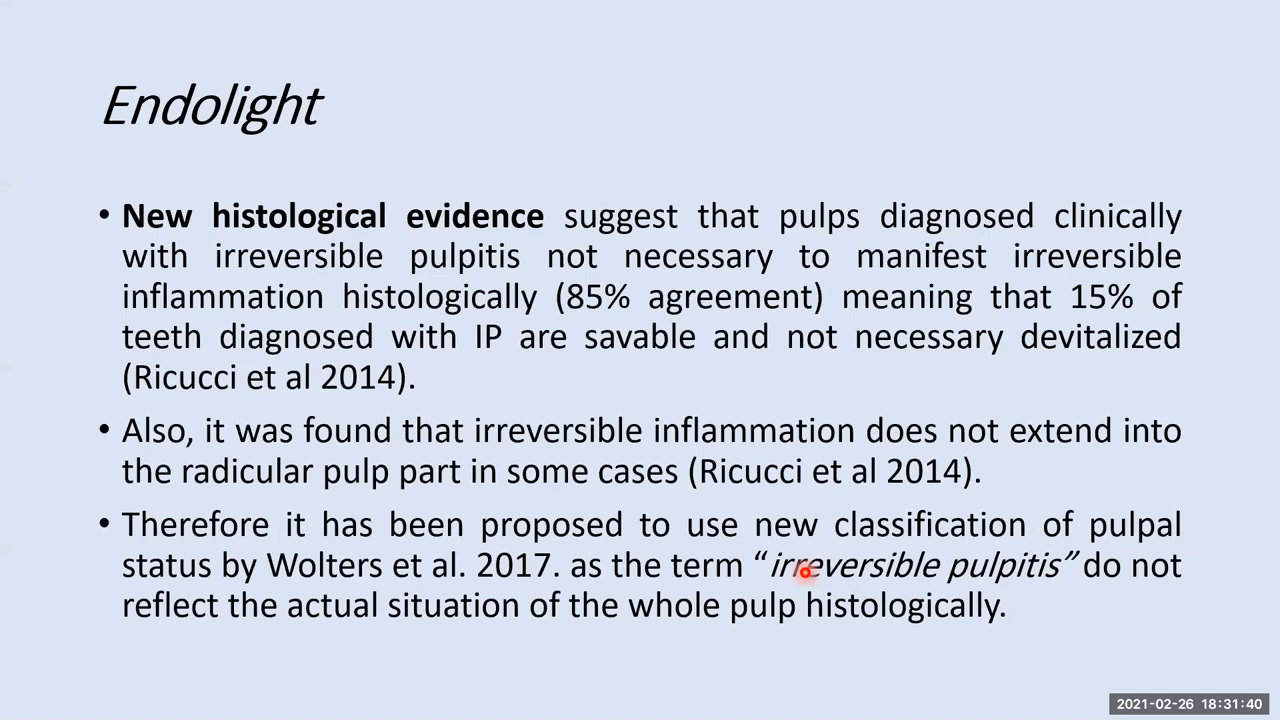 Endolight
• New histological evidence suggest that pulps diagnosed clinically
with irreversible pulpitis not necessary to manifest irreversible
inflammation histologically (85% agreement) meaning that 15% of
teeth diagnosed with IP are savable and not necessary devitalized
(Ricucci et al 2014).
• Also, it was found that irreversible inflammation does not extend into
the radicular pulp part in some cases (Ricucci et al 2014).
• Therefore it has been proposed to use new classification of pulpal
status by Wolters et al. 2017. as the term “irreversible pulpitis” do not
reflect the actual situation of the whole pulp histologically.
2021-02-26 18:31:40